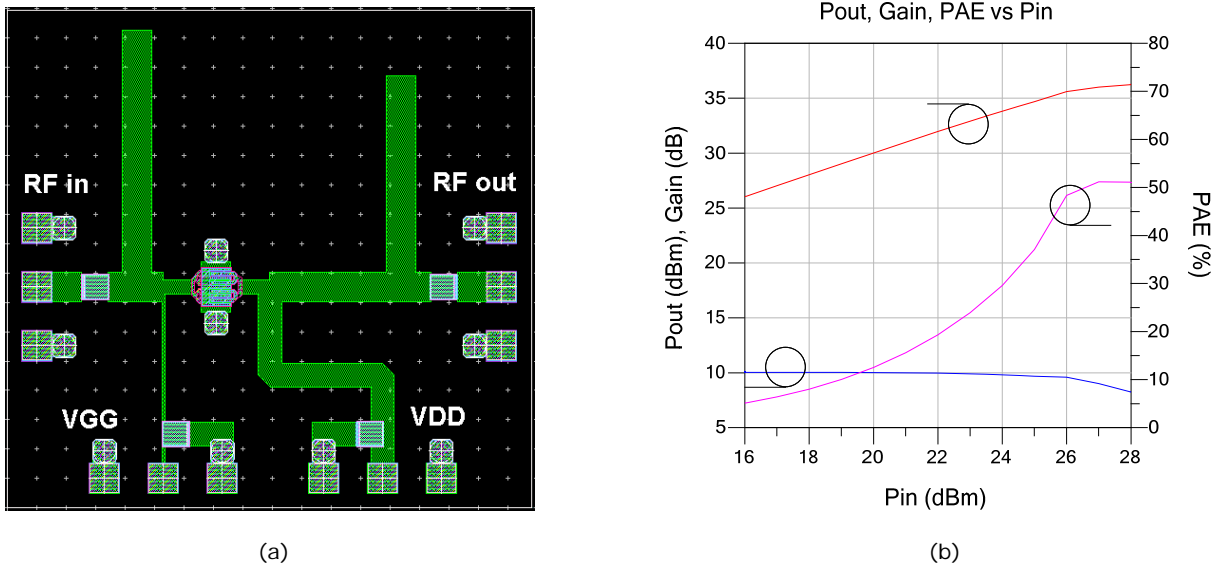 RF in
RF out
VGG
VDD
(a)
Pout, Gain, PAE vs Pin
40
35
30
25
20
15
10
5
Pout (dBm), Gain (dB)
80
70
60
50
40
30
20
10
0
PAE (%)
16
18
20
22
24
26
28
Pin (dBm)
(b)